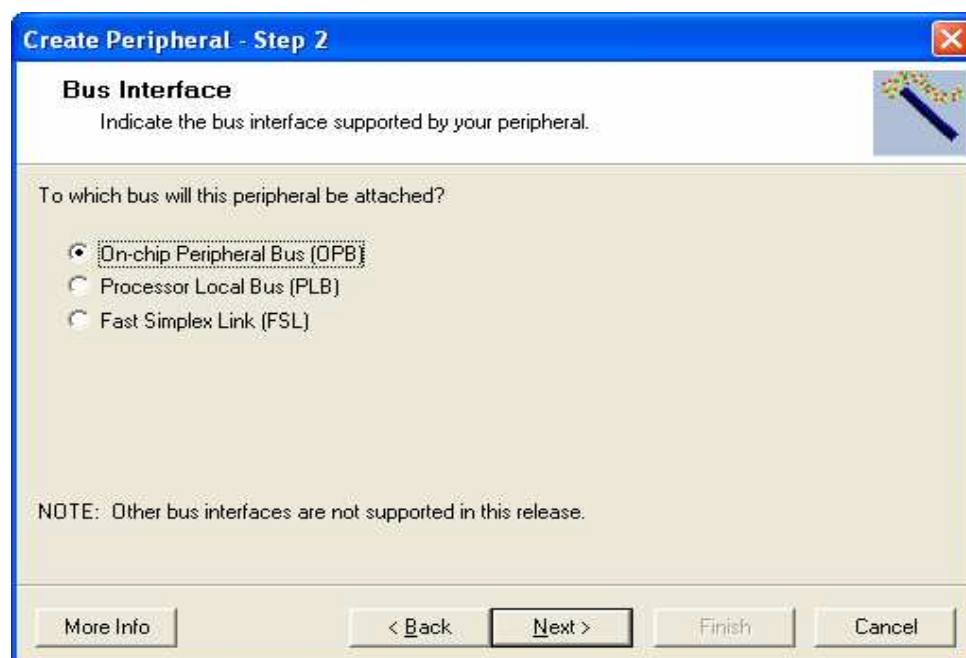 Create Peripheral - Step 2
Bus Interface
Indicate the bus interface supported by your peripheral.
To which bus will this peripheral be attached?
On-chip Peripheral Bus (OPB)
Processor Local Bus (PLB)
Fast Simplex Link (FSL)
NOTE: Other bus interfaces are not supported in this release.
More Info
< Back
Next >
Finish
Cancel